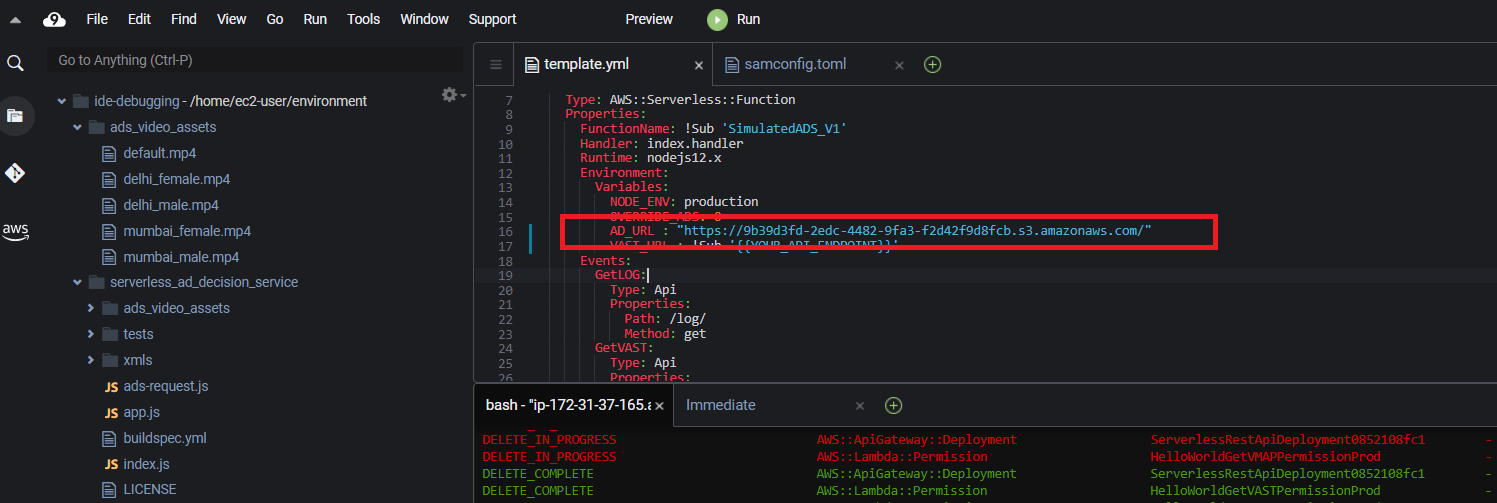 9 File Edit Find View Go Run Tools Window Support Preview Run
Go to Anything (Ctrl-P)
ide-debugging - /home/ec2-user/environment
ads_video_assets
default.mp4
delhi_female.mp4
delhi_male.mp4
mumbai_female.mp4
mumbai_male.mp4
serverless_ad_decision_service
ads_video_assets
tests
xmls
JS ads-request.js
JS app.js
buildspec.yml
JS index.js
LICENSE
aws
template.yml samconfig.toml
7 Type: AWS::Serverless::Function
8 Properties:
9 FunctionName: !Sub 'SimulatedADS_V1'
10 Handler: index.handler
11 Runtime: nodejs12.x
12 Environment:
13 Variables:
14 NODE_ENV: production
15 OVERRIDE_ADS: 0
16 AD_URL : "https://9b39d3fd-2edc-4482-9fa3-f2d42f9d8fcb.s3.amazonaws.com/"
17 VAST_URL : !Sub '{{YOUR_API_ENDPOINT}}'
18 Events:
19 GetLOG:
20 Type: Api
21 Properties:
22 Path: /log/
23 Method: get
24 GetVAST:
25 Type: Api
26 Properties:
bash - "ip-172-31-37-165.a Immediate
DELETE_IN_PROGRESS AWS::ApiGateway::Deployment ServerlessRestApiDeployment0852108fc1 -
DELETE_IN_PROGRESS AWS::Lambda::Permission HelloWorldGetVMAPPermissionProd -
DELETE_COMPLETE AWS::ApiGateway::Deployment ServerlessRestApiDeployment0852108fc1 -
DELETE_COMPLETE AWS::Lambda::Permission HelloWorldGetVASTPermissionProd -